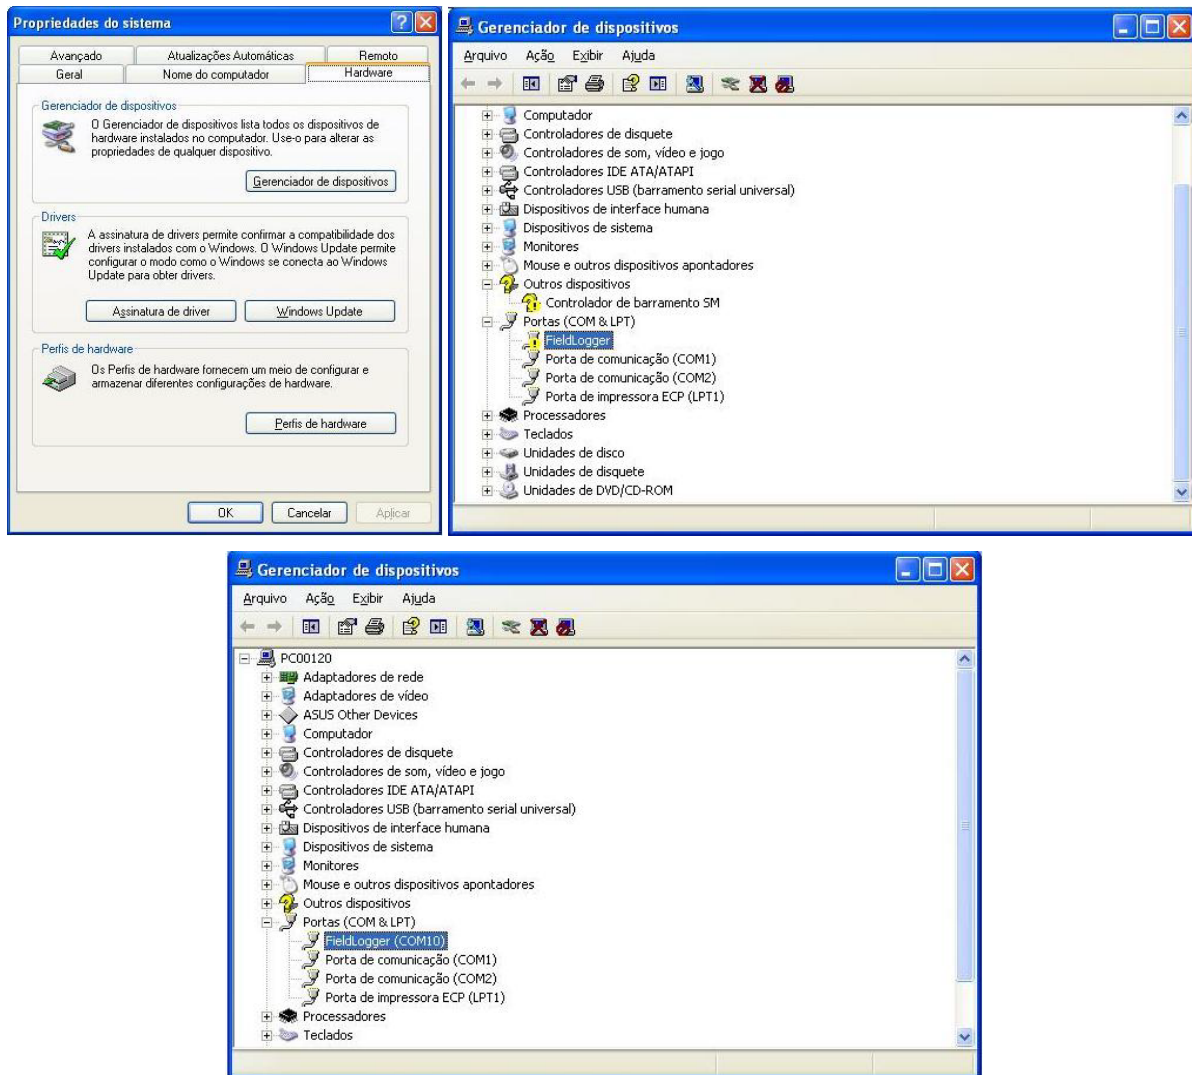 Propriedades do sistema
Avançado
Atualizações Automáticas
Remoto
Geral
Nome do computador
Hardware
Gerenciador de dispositivos
O Gerenciador de dispositivos lista todos os dispositivos de
hardware instalados no computador. Use-o para alterar as
propriedades de qualquer dispositivo.
Gerenciador de dispositivos
Drivers
A assinatura de drivers permite confirmar a compatibilidade dos
drivers instalados com o Windows. O Windows Update permite
configurar o modo como o Windows se conecta ao Windows
Update para obter drivers.
Assinatura de driver
Windows Update
Perfis de hardware
Os Perfis de hardware fornecem um meio de configurar e
armazenar diferentes configurações de hardware.
Perfis de hardware
OK
Cancelar
Aplicar
Gerenciador de dispositivos
Arquivo Ação Exibir Ajuda
Computador
Controladores de disquete
Controladores de som, vídeo e jogo
Controladores IDE ATA/ATAPI
Controladores USB (barramento serial universal)
Dispositivos de interface humana
Dispositivos de sistema
Monitores
Mouse e outros dispositivos apontadores
Outros dispositivos
Controlador de barramento SM
Portas (COM & LPT)
FieldLogger
Porta de comunicação (COM1)
Porta de comunicação (COM2)
Porta de impressora ECP (LPT1)
Processadores
Teclados
Unidades de disco
Unidades de disquete
Unidades de DVD/CD-ROM
Gerenciador de dispositivos
Arquivo Ação Exibir Ajuda
PC00120
Adaptadores de rede
Adaptadores de vídeo
ASUS Other Devices
Computador
Controladores de disquete
Controladores de som, vídeo e jogo
Controladores IDE ATA/ATAPI
Controladores USB (barramento serial universal)
Dispositivos de interface humana
Dispositivos de sistema
Monitores
Mouse e outros dispositivos apontadores
Outros dispositivos
Portas (COM & LPT)
FieldLogger (COM10)
Porta de comunicação (COM1)
Porta de comunicação (COM2)
Porta de impressora ECP (LPT1)
Processadores
Teclados